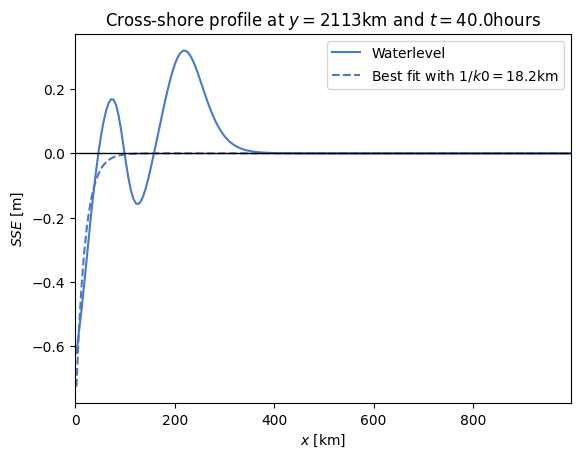 Cross-shore profile at y = 2113km and t = 40.0hours
Waterlevel
Best fit with 1/k0 = 18.2km
0.2
0.0
−0.2
−0.4
−0.6
SSE [m]
0 200 400 600 800
x [km]